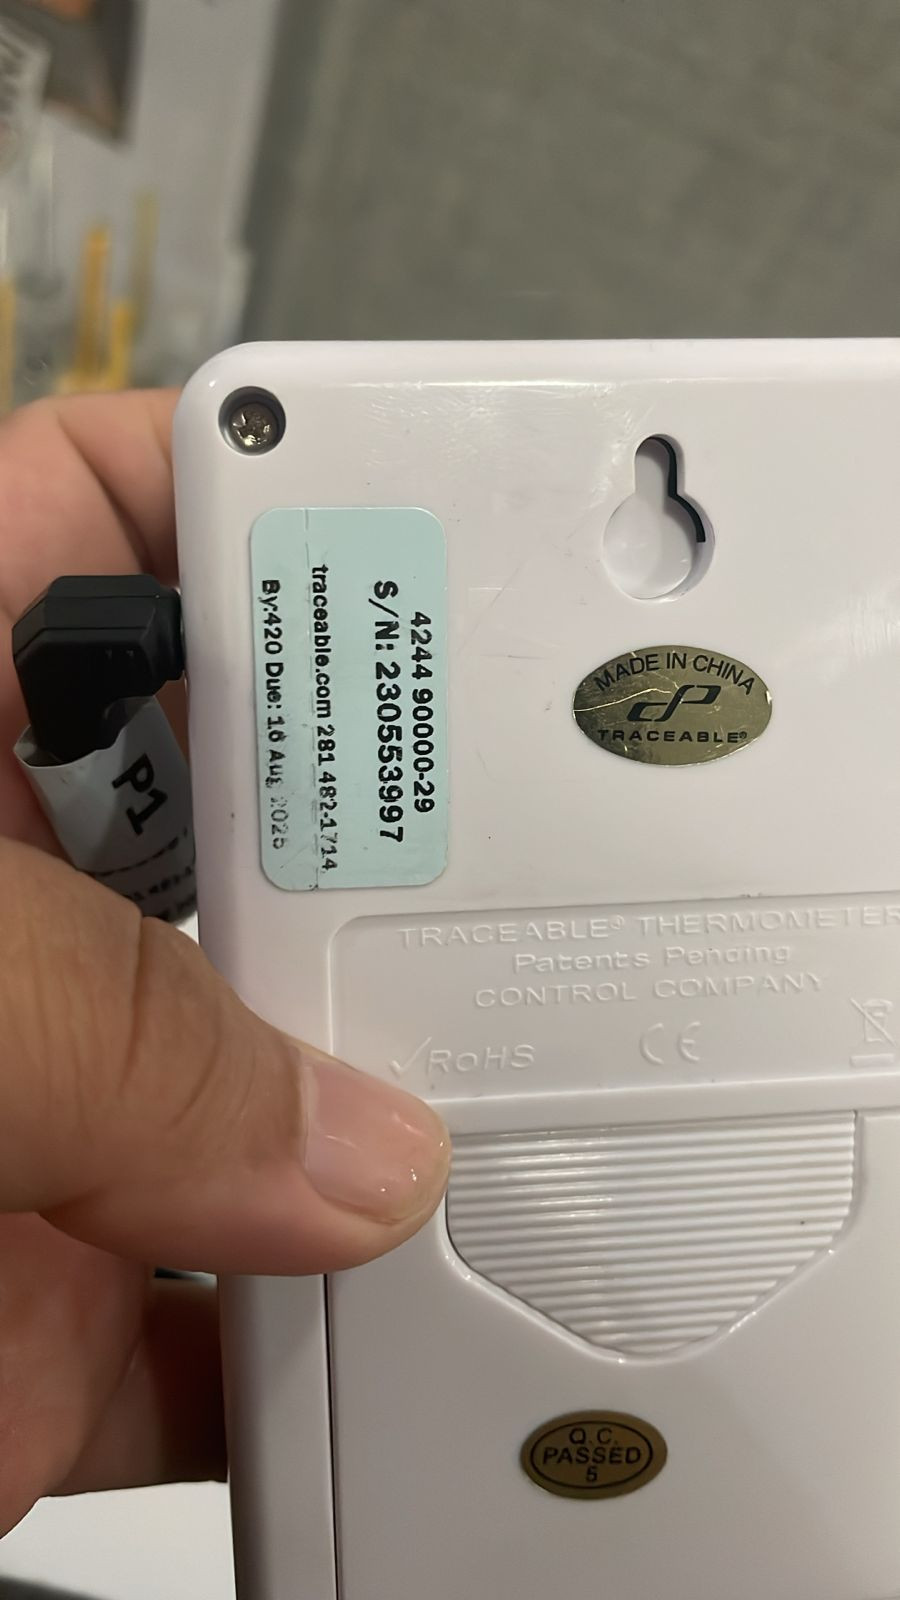 4244 90000-29
S/N: 230553997
traceable.com 281 482-1714
By:420 Due: 16 Aug 2025
P1
MADE IN CHINA
TRACEABLE®
TRACEABLE® THERMOMETER
Patents Pending
CONTROL COMPANY
✓RoHS CE
Q.C.
PASSED
5